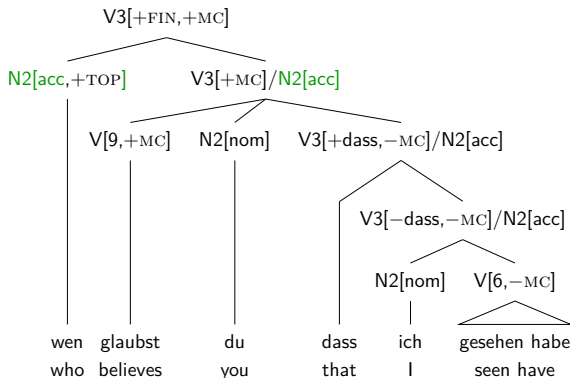 V3[+FIN,+MC]
N2[acc,+TOP] V3[+MC]/N2[acc]
V[9,+MC] N2[nom] V3[+dass,−MC]/N2[acc]
V3[−dass,−MC]/N2[acc]
N2[nom] V[6,−MC]
wen glaubst du dass ich gesehen habe
who believes you that I seen have